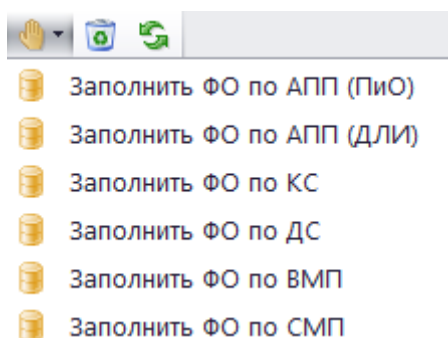 Заполнить ФО по АПП (ПиО)
Заполнить ФО по АПП (ДЛИ)
Заполнить ФО по КС
Заполнить ФО по ДС
Заполнить ФО по ВМП
Заполнить ФО по СМП